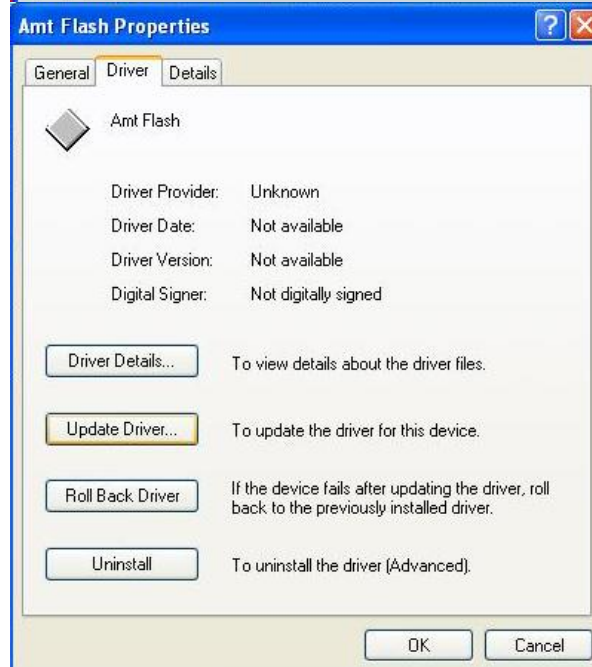 Amt Flash Properties
General Driver Details
Amt Flash
Driver Provider: Unknown
Driver Date: Not available
Driver Version: Not available
Digital Signer: Not digitally signed
Driver Details... To view details about the driver files.
Update Driver... To update the driver for this device.
Roll Back Driver If the device fails after updating the driver, roll
back to the previously installed driver.
Uninstall To uninstall the driver (Advanced).
OK Cancel